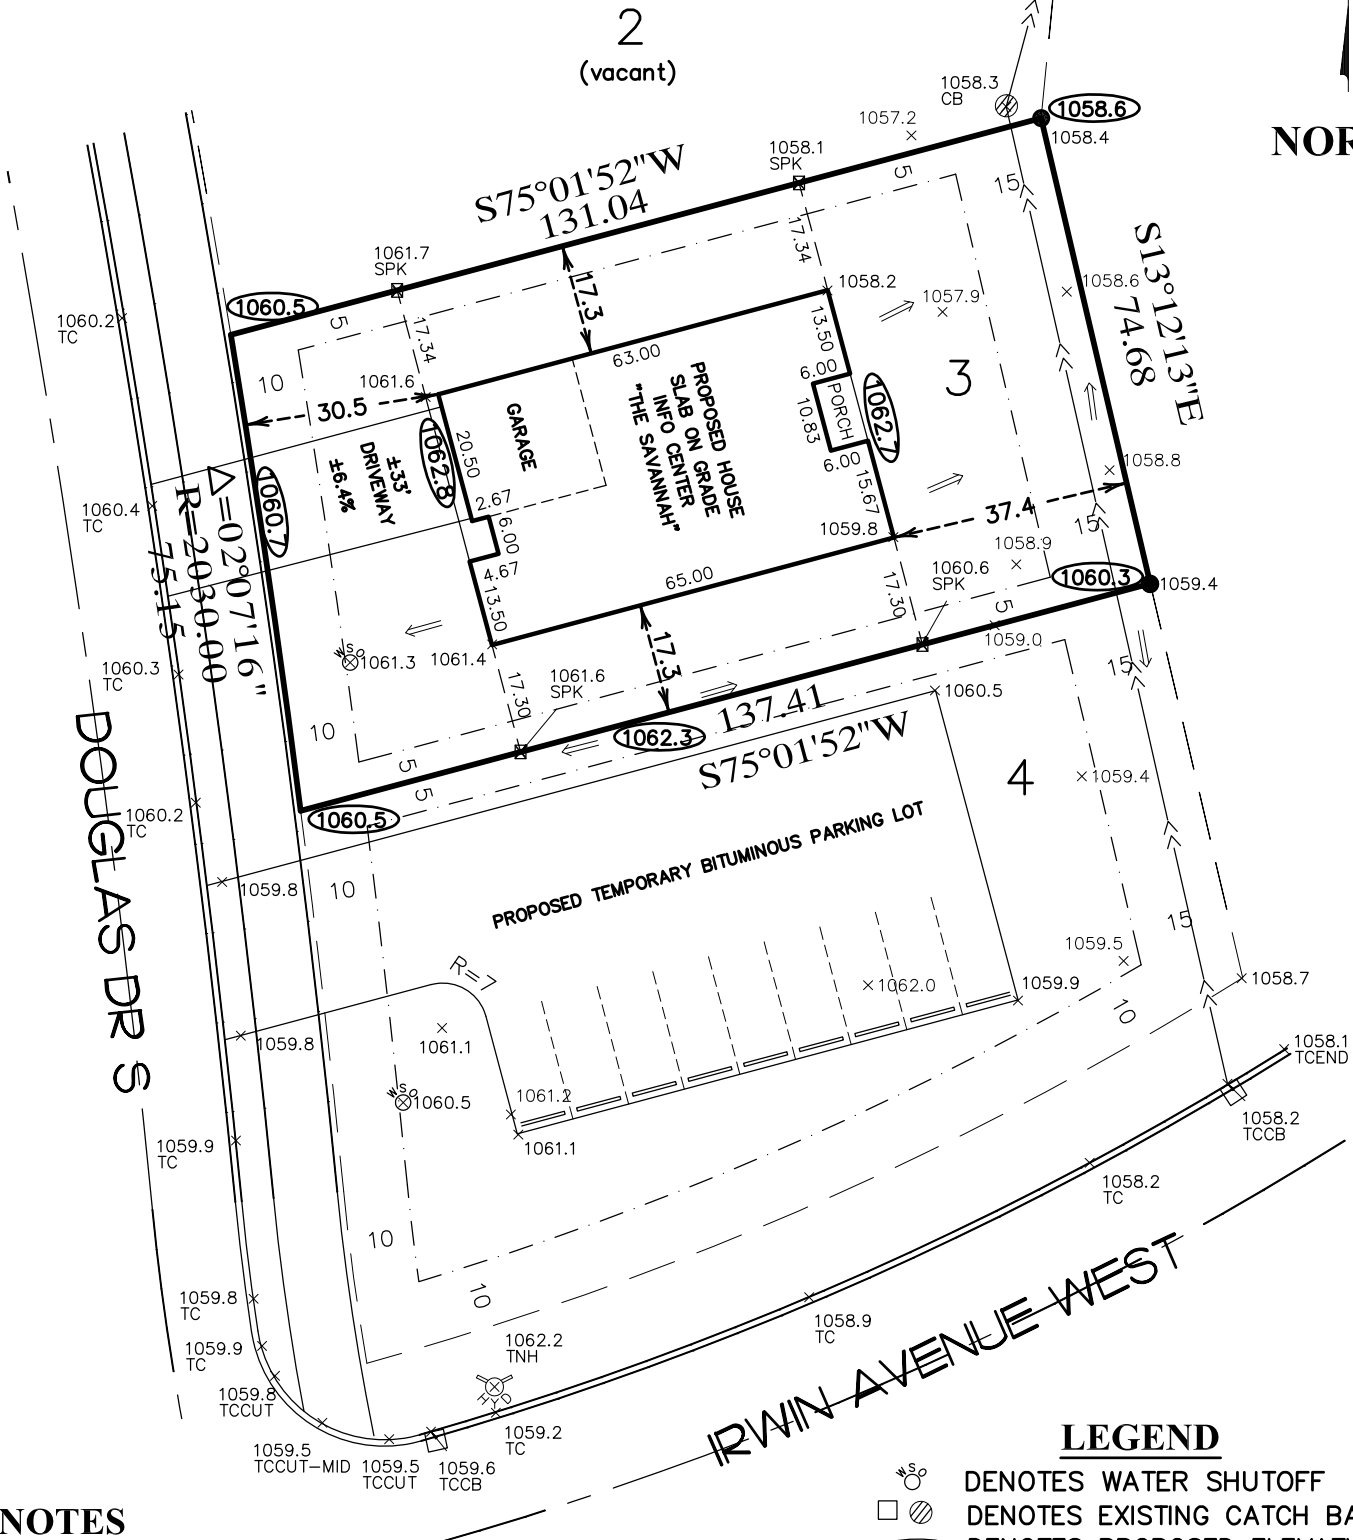 2
(vacant)
1058.3
CB
1058.6
1058.4
1057.2
1058.1
SPK
S75°01'52"W
131.04
1061.7
SPK
1060.5
1060.2
TC
5
5
15
S13°12'13"E
74.68
17.34
17.3
17.34
1058.2
1057.9
1058.6
10
1061.6
30.5
63.00
13.50
6.00
PORCH
10.83
6.00
1062.7
3
1062.8
20.50
GARAGE
PROPOSED HOUSE
SLAB ON GRADE
INFO CENTER
"THE SAVANNAH"
±33'
DRIVEWAY
±6.4%
1060.7
Δ=02°07'16"
R=2030.00
75.15
1060.4
TC
2.67
6.00
4.67
13.50
15.67
1059.8
37.4
1058.8
15
1058.9
1060.6
SPK
1060.3
1059.4
65.00
17.30
5
1059.0
15
WSO
1061.3
1061.4
1060.3
TC
17.3
17.30
1061.6
SPK
1060.5
137.41
S75°01'52"W
1062.3
10
5
5
1060.5
DOUGLAS DR S
1060.2
TC
4
1059.4
PROPOSED TEMPORARY BITUMINOUS PARKING LOT
1059.8
10
15
1059.5
R=7
1062.0
1059.9
1058.7
10
1059.8
1061.1
1058.1
TCEND
WSO
1060.5
1061.2
1061.1
1058.2
TCCB
1059.9
TC
1058.2
TC
10
10
1059.8
TC
1058.9
TC
1059.9
TC
1062.2
TNH
HYD
1059.8
TCCUT
1059.2
TC
1059.5
TCCUT-MID
1059.5
TCCUT
1059.6
TCCB
IRWIN AVENUE WEST
NOR
LEGEND
WSO DENOTES WATER SHUTOFF
DENOTES EXISTING CATCH BA
NOTES